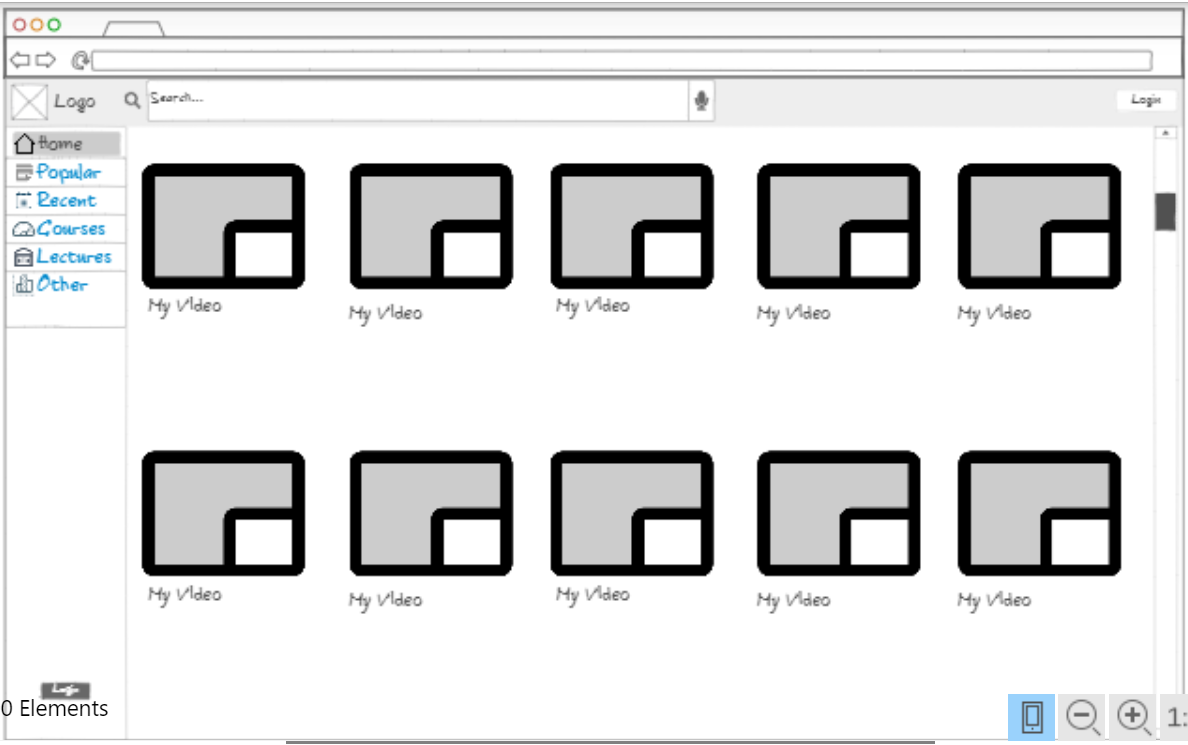 Logo
Search...
Login
Home
Popular
Recent
Courses
Lectures
Other
My Video
My Video
My Video
My Video
My Video
My Video
My Video
My Video
My Video
My Video
Login
0 Elements
1: